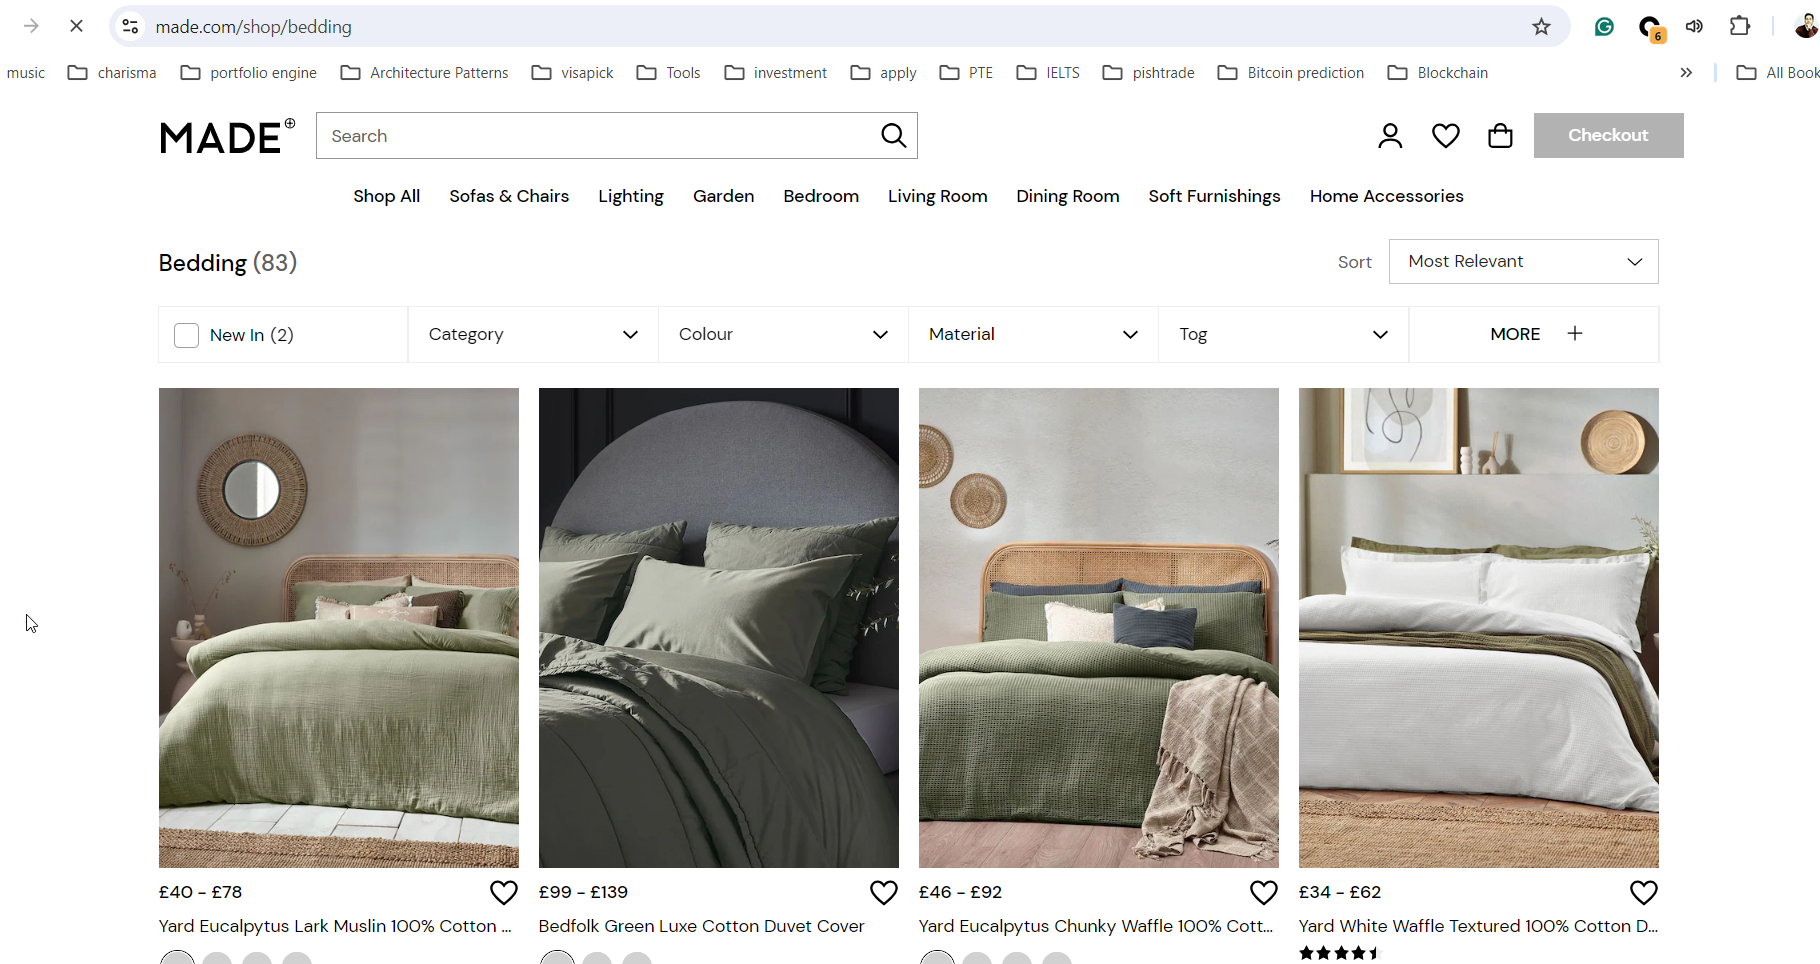 made.com/shop/bedding
6
music charisma portfolio engine Architecture Patterns visapick Tools investment apply PTE IELTS pishtrade Bitcoin prediction Blockchain » All Book
MADE
Search
Checkout
Shop All Sofas & Chairs Lighting Garden Bedroom Living Room Dining Room Soft Furnishings Home Accessories
Bedding (83)
Sort Most Relevant
New In (2) Category Colour Material Tog MORE +
£40 - £78 £99 - £139 £46 - £92 £34 - £62
Yard Eucalpytus Lark Muslin 100% Cotton ... Bedfolk Green Luxe Cotton Duvet Cover Yard Eucalpytus Chunky Waffle 100% Cott... Yard White Waffle Textured 100% Cotton D...